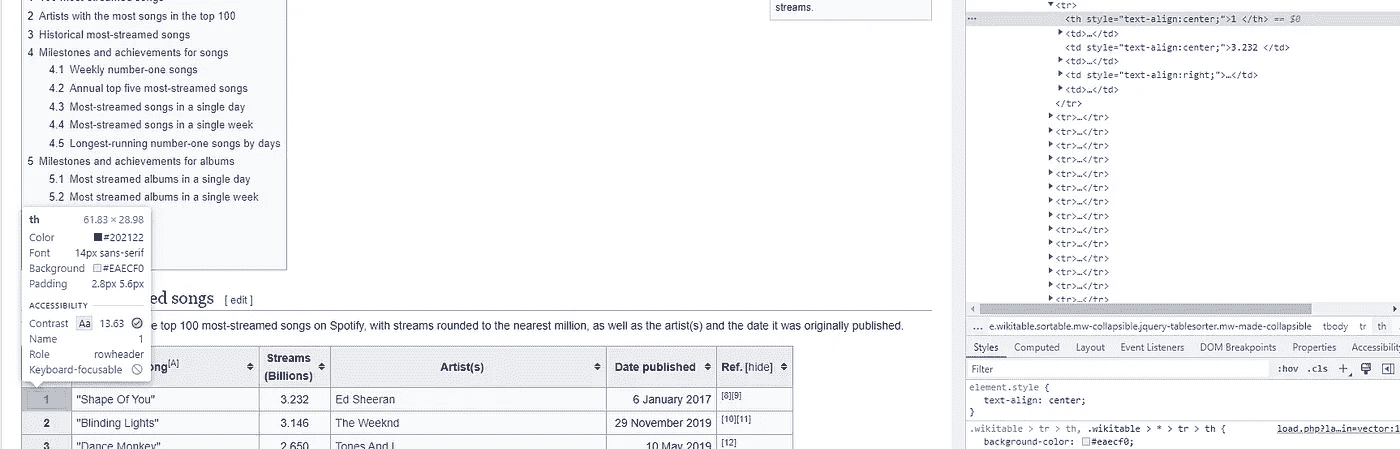 2 Artists with the most songs in the top 100
3 Historical most-streamed songs
4 Milestones and achievements for songs
4.1 Weekly number-one songs
4.2 Annual top five most-streamed songs
4.3 Most-streamed songs in a single day
4.4 Most-streamed songs in a single week
4.5 Longest-running number-one songs by days
5 Milestones and achievements for albums
5.1 Most streamed albums in a single day
5.2 Most streamed albums in a single week
streams.
th 61.83 × 28.98
Color #202122
Font 14px sans-serif
Background #EAECF0
Padding 2.8px 5.6px
ACCESSIBILITY
Contrast Aa 13.63
Name 1
Role rowheader
Keyboard-focusable
ed songs [ edit ]
e top 100 most-streamed songs on Spotify, with streams rounded to the nearest million, as well as the artist(s) and the date it was originally published.
ong[A] Streams (Billions) Artist(s) Date published Ref. [hide]
1 "Shape Of You" 3.232 Ed Sheeran 6 January 2017 [8][9]
2 "Blinding Lights" 3.146 The Weeknd 29 November 2019 [10][11]
3 "Dance Monkey" 2.650 Tones And I 10 May 2019 [12]
▼<tr>
… <th style="text-align:center;">1 </th> == $0
▶<td>…</td>
<td style="text-align:center;">3.232 </td>
▶<td>…</td>
▶<td style="text-align:right;">…</td>
▶<td>…</td>
</tr>
▶<tr>…</tr>
▶<tr>…</tr>
▶<tr>…</tr>
▶<tr>…</tr>
▶<tr>…</tr>
▶<tr>…</tr>
▶<tr>…</tr>
▶<tr>…</tr>
▶<tr>…</tr>
▶<tr>…</tr>
▶<tr>…</tr>
▶<tr>…</tr>
▶<tr>…</tr>
▶<tr>…</tr>
... e.wikitable.sortable.mw-collapsible.jquery-tablesorter.mw-made-collapsible tbody tr th
Styles Computed Layout Event Listeners DOM Breakpoints Properties Accessibility
Filter :hov .cls +
element.style {
text-align: center;
}
.wikitable > tr > th, .wikitable > * > tr > th { load.php?la…in=vector:1
background-color: #eaecf0;